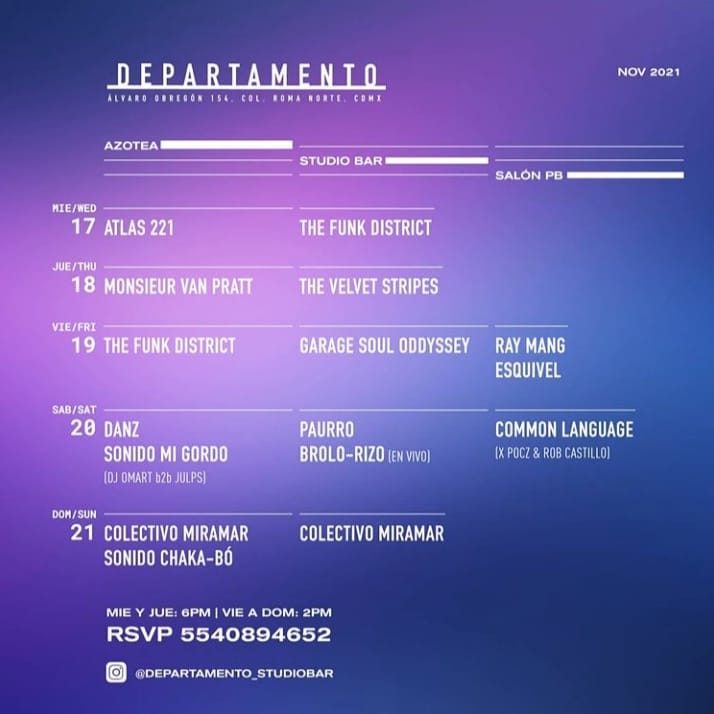 DEPARTAMENTO
ÁLVARO OBREGÓN 154. COL. ROMA NORTE. CDMX
NOV 2021
AZOTEA
STUDIO BAR
SALÓN PB
MIE/WED
17 ATLAS 221 THE FUNK DISTRICT
JUE/THU
18 MONSIEUR VAN PRATT THE VELVET STRIPES
VIE/FRI
19 THE FUNK DISTRICT GARAGE SOUL ODDYSSEY RAY MANG
ESQUIVEL
SAB/SAT
20 DANZ PAURRO COMMON LANGUAGE
SONIDO MI GORDO BROLO-RIZO (EN VIVO) (X POCZ & ROB CASTILLO)
(DJ OMART b2b JULPS)
DOM/SUN
21 COLECTIVO MIRAMAR COLECTIVO MIRAMAR
SONIDO CHAKA-BÓ
MIE Y JUE: 6PM | VIE A DOM: 2PM
RSVP 5540894652
@DEPARTAMENTO_STUDIOBAR